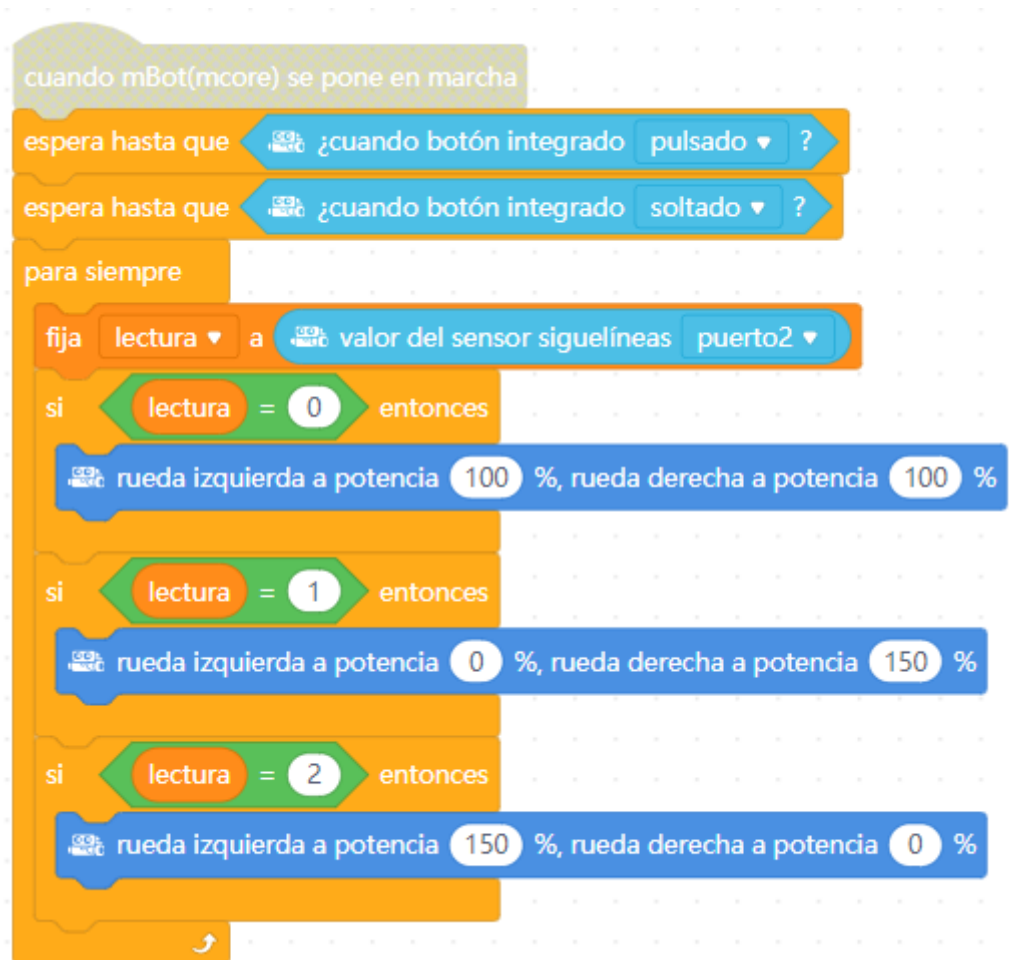 cuando mBot(mcore) se pone en marcha
espera hasta que ¿cuando botón integrado pulsado ?
espera hasta que ¿cuando botón integrado soltado ?
para siempre
fija lectura a valor del sensor siguelíneas puerto2
si lectura = 0 entonces
rueda izquierda a potencia 100 %, rueda derecha a potencia 100 %
si lectura = 1 entonces
rueda izquierda a potencia 0 %, rueda derecha a potencia 150 %
si lectura = 2 entonces
rueda izquierda a potencia 150 %, rueda derecha a potencia 0 %